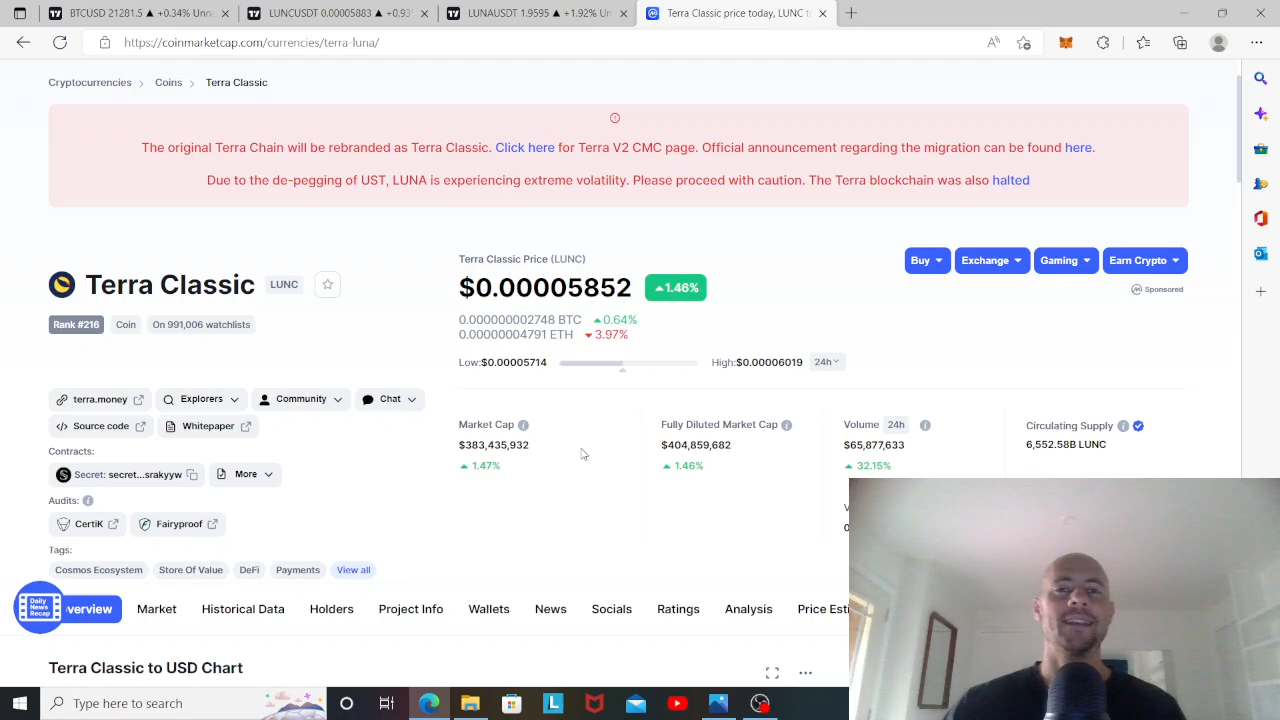 BTCUSD 21281.5 ▲ +0.34% Unna
LUNCUSDT 0.00005883 ▲ +0.93
LUNAUSDT 1.9595 ▲ +1.92% Un
Terra Classic price today, LUNC to
https://coinmarketcap.com/currencies/terra-luna/
Cryptocurrencies > Coins > Terra Classic
The original Terra Chain will be rebranded as Terra Classic. Click here for Terra V2 CMC page. Official announcement regarding the migration can be found here.
Due to the de-pegging of UST, LUNA is experiencing extreme volatility. Please proceed with caution. The Terra blockchain was also halted
Terra Classic LUNC
Rank #216 Coin On 991,006 watchlists
Terra Classic Price (LUNC)
$0.00005852 ▲1.46%
0.000000002748 BTC ▲0.64%
0.00000004791 ETH ▼3.97%
Low:$0.00005714 High:$0.00006019 24h
Buy Exchange Gaming Earn Crypto
Sponsored
terra.money Explorers Community Chat
Source code Whitepaper
Contracts:
Secret: secret...srakyyw More
Audits:
CertiK Fairyproof
Tags:
Cosmos Ecosystem Store Of Value DeFi Payments View all
Market Cap
$383,435,932
▲ 1.47%
Fully Diluted Market Cap
$404,859,682
▲ 1.46%
Volume 24h
$65,877,633
▲ 32.15%
Circulating Supply
6,552.58B LUNC
Daily
News
Recap
verview Market Historical Data Holders Project Info Wallets News Socials Ratings Analysis Price Esti
Terra Classic to USD Chart
Type here to search